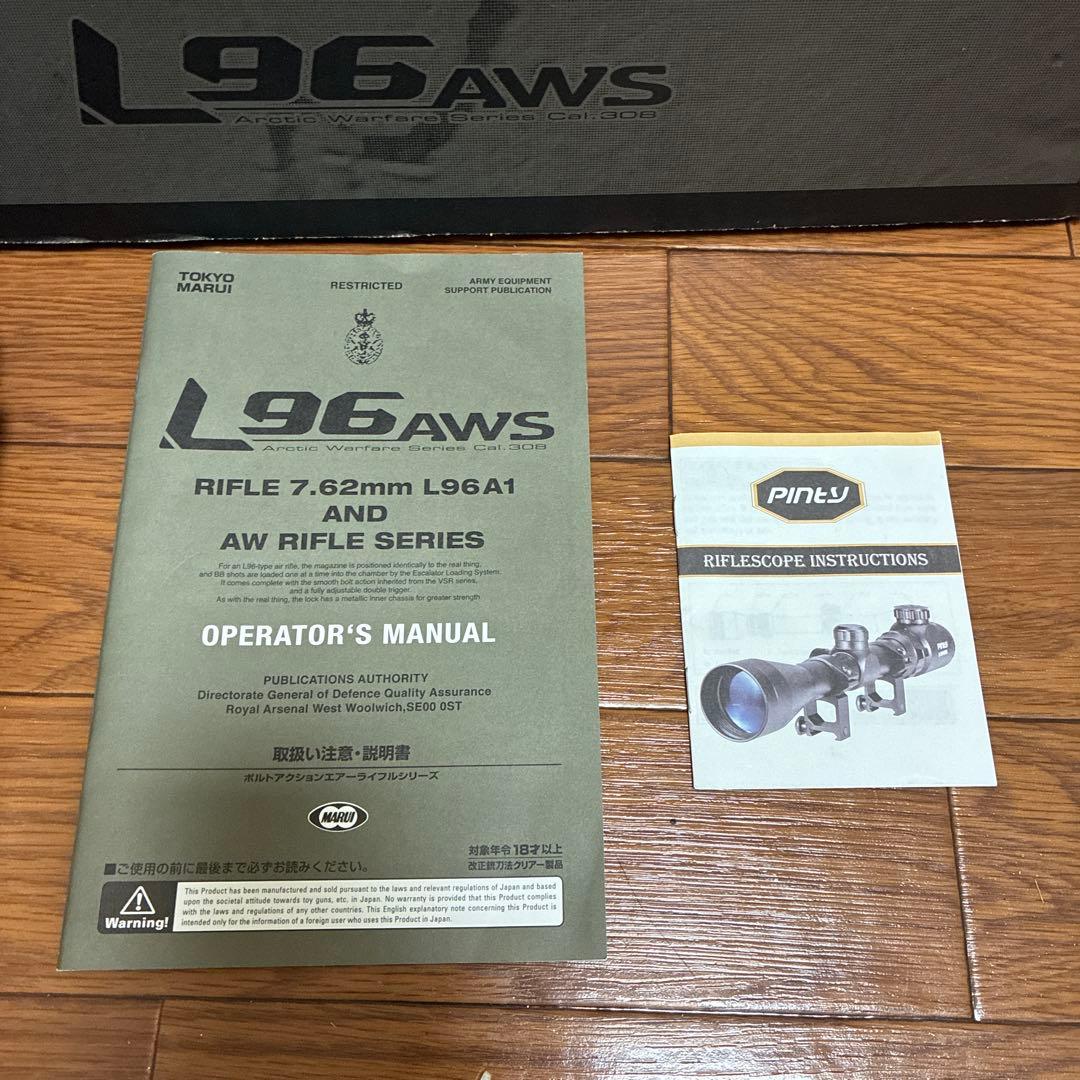 L96 AWS
Arctic Warfare Series Cal.308
TOKYO
MARUI
RESTRICTED
ARMY EQUIPMENT
SUPPORT PUBLICATION
L96 AWS
Arctic Warfare Series Cal.308
RIFLE 7.62mm L96A1
AND
AW RIFLE SERIES
For an L96-type air rifle, the magazine is positioned identically to the real thing,
and BB shots are loaded one at a time into the chamber by the Escalator Loading System.
It comes complete with the smooth bolt action inherited from the VSR series,
and a fully adjustable double trigger.
As with the real thing, the lock has a metallic inner chassis for greater strength
OPERATOR'S MANUAL
PUBLICATIONS AUTHORITY
Directorate General of Defence Quality Assurance
Royal Arsenal West Woolwich,SE00 0ST
取扱い注意・説明書
ボルトアクションエアーライフルシリーズ
MARUI
■ご使用の前に最後まで必ずお読みください。
対象年令18才以上
改正銃刀法クリアー製品
Warning!
This Product has been manufactured and sold pursuant to the laws and relevant regulations of Japan and based
upon the societal attitude towards toy guns, etc. in Japan. No warranty is provided that this Product complies
with the laws and regulations of any other countries. This English explanatory note concerning this Product is
intended only for the information of a foreign user who uses this Product in Japan.
PINTY
RIFLESCOPE INSTRUCTIONS
PINTY